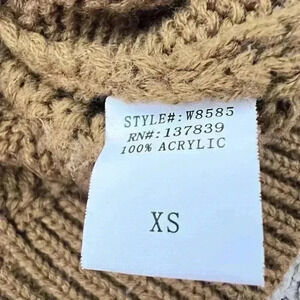 STYLE#: W8585
RN#: 137839
100% ACRYLIC
XS